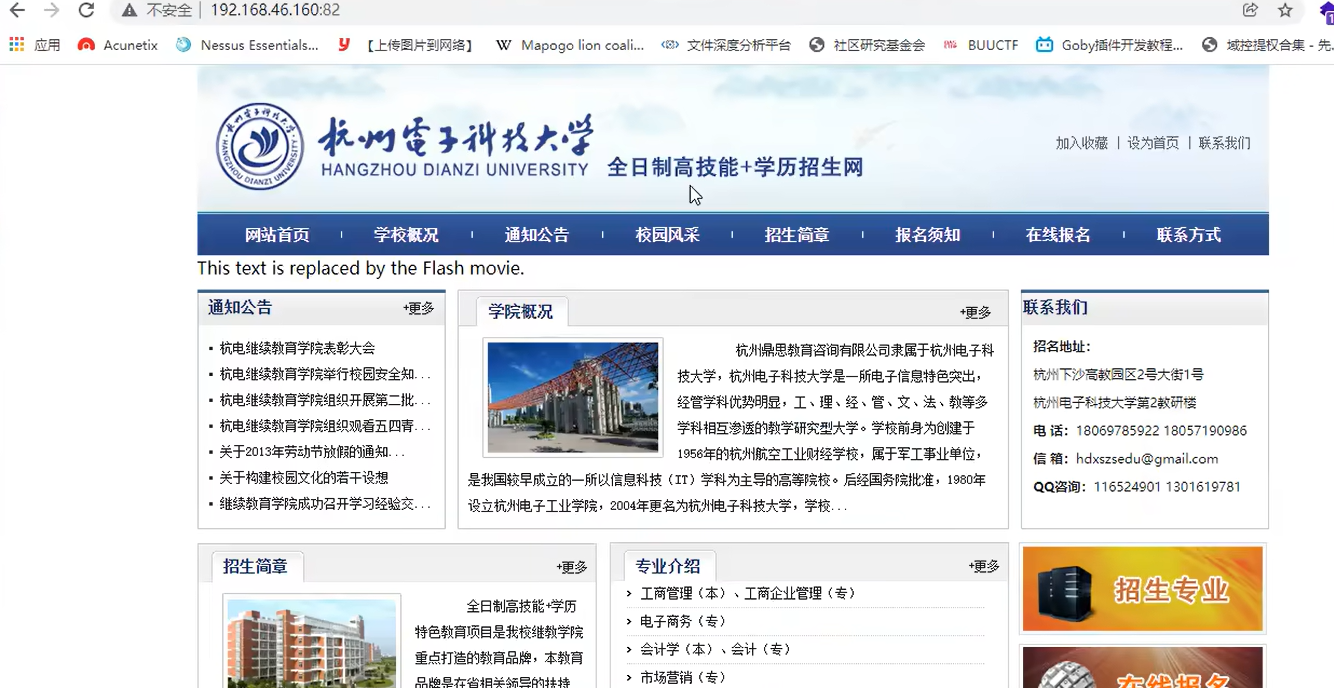 不安全 192.168.46.160:82
应用 Acunetix Nessus Essentials... 【上传图片到网络】 Mapogo lion coali... 文件深度分析平台 社区研究基金会 BUUCTF Goby插件开发教程... 域控提权合集 - 先.
杭州電子科技大学
HANGZHOU DIANZI UNIVERSITY
全日制高技能+学历招生网
加入收藏 | 设为首页 | 联系我们
网站首页 学校概况 通知公告 校园风采 招生简章 报名须知 在线报名 联系方式
This text is replaced by the Flash movie.
通知公告 +更多
杭电继续教育学院表彰大会
杭电继续教育学院举行校园安全知...
杭电继续教育学院组织开展第二批...
杭电继续教育学院组织观看五四青...
关于2013年劳动节放假的通知...
关于构建校园文化的若干设想
继续教育学院成功召开学习经验交...
学院概况 +更多
杭州鼎思教育咨询有限公司隶属于杭州电子科
技大学，杭州电子科技大学是一所电子信息特色突出，
经管学科优势明显，工、理、经、管、文、法、教等多
学科相互渗透的教学研究型大学。学校前身为创建于
1956年的杭州航空工业财经学校，属于军工事业单位，
是我国较早成立的一所以信息科技（IT）学科为主导的高等院校。后经国务院批准，1980年
设立杭州电子工业学院，2004年更名为杭州电子科技大学，学校...
联系我们
招名地址：
杭州下沙高教园区2号大街1号
杭州电子科技大学第2教研楼
电 话：18069785922 18057190986
信 箱：hdxszsedu@gmail.com
QQ咨询：116524901 1301619781
招生简章 +更多
全日制高技能+学历
特色教育项目是我校继教学院
重点打造的教育品牌，本教育
品牌是在省相关领导的扶持
专业介绍 +更多
工商管理（本）、工商企业管理（专）
电子商务（专）
会计学（本）、会计（专）
市场营销（专）
招生专业
在线报名